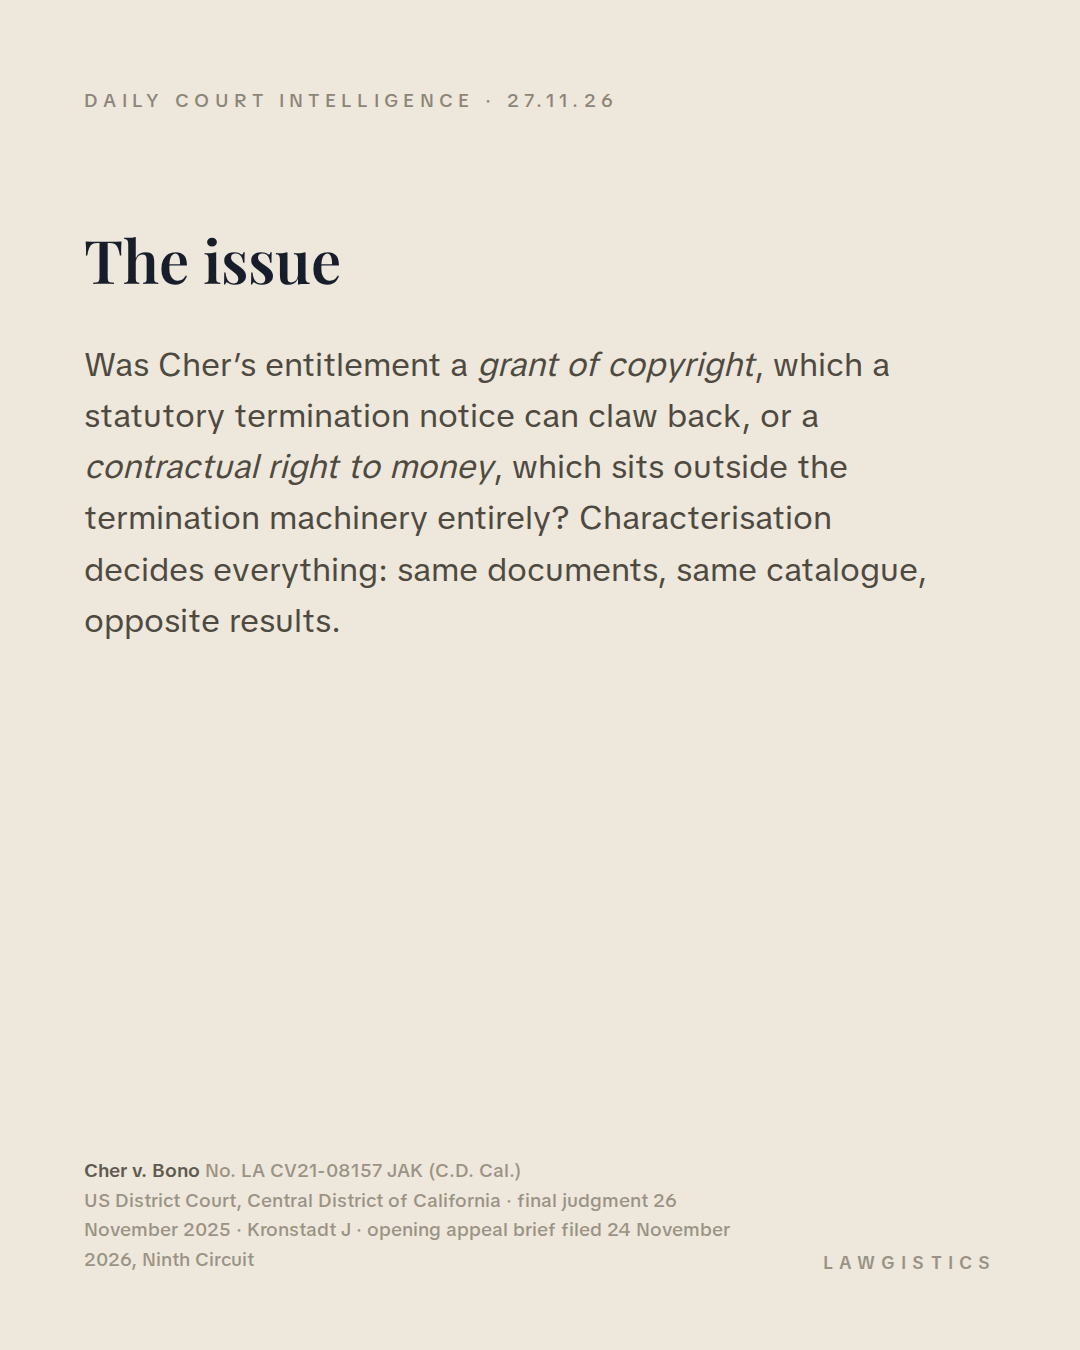 DAILY COURT INTELLIGENCE · 27.11.26
The issue
Was Cher’s entitlement a grant of copyright, which a
statutory termination notice can claw back, or a
contractual right to money, which sits outside the
termination machinery entirely? Characterisation
decides everything: same documents, same catalogue,
opposite results.
Cher v. Bono No. LA CV21-08157 JAK (C.D. Cal.)
US District Court, Central District of California · final judgment 26
November 2025 · Kronstadt J · opening appeal brief filed 24 November
2026, Ninth Circuit
LAWGISTICS